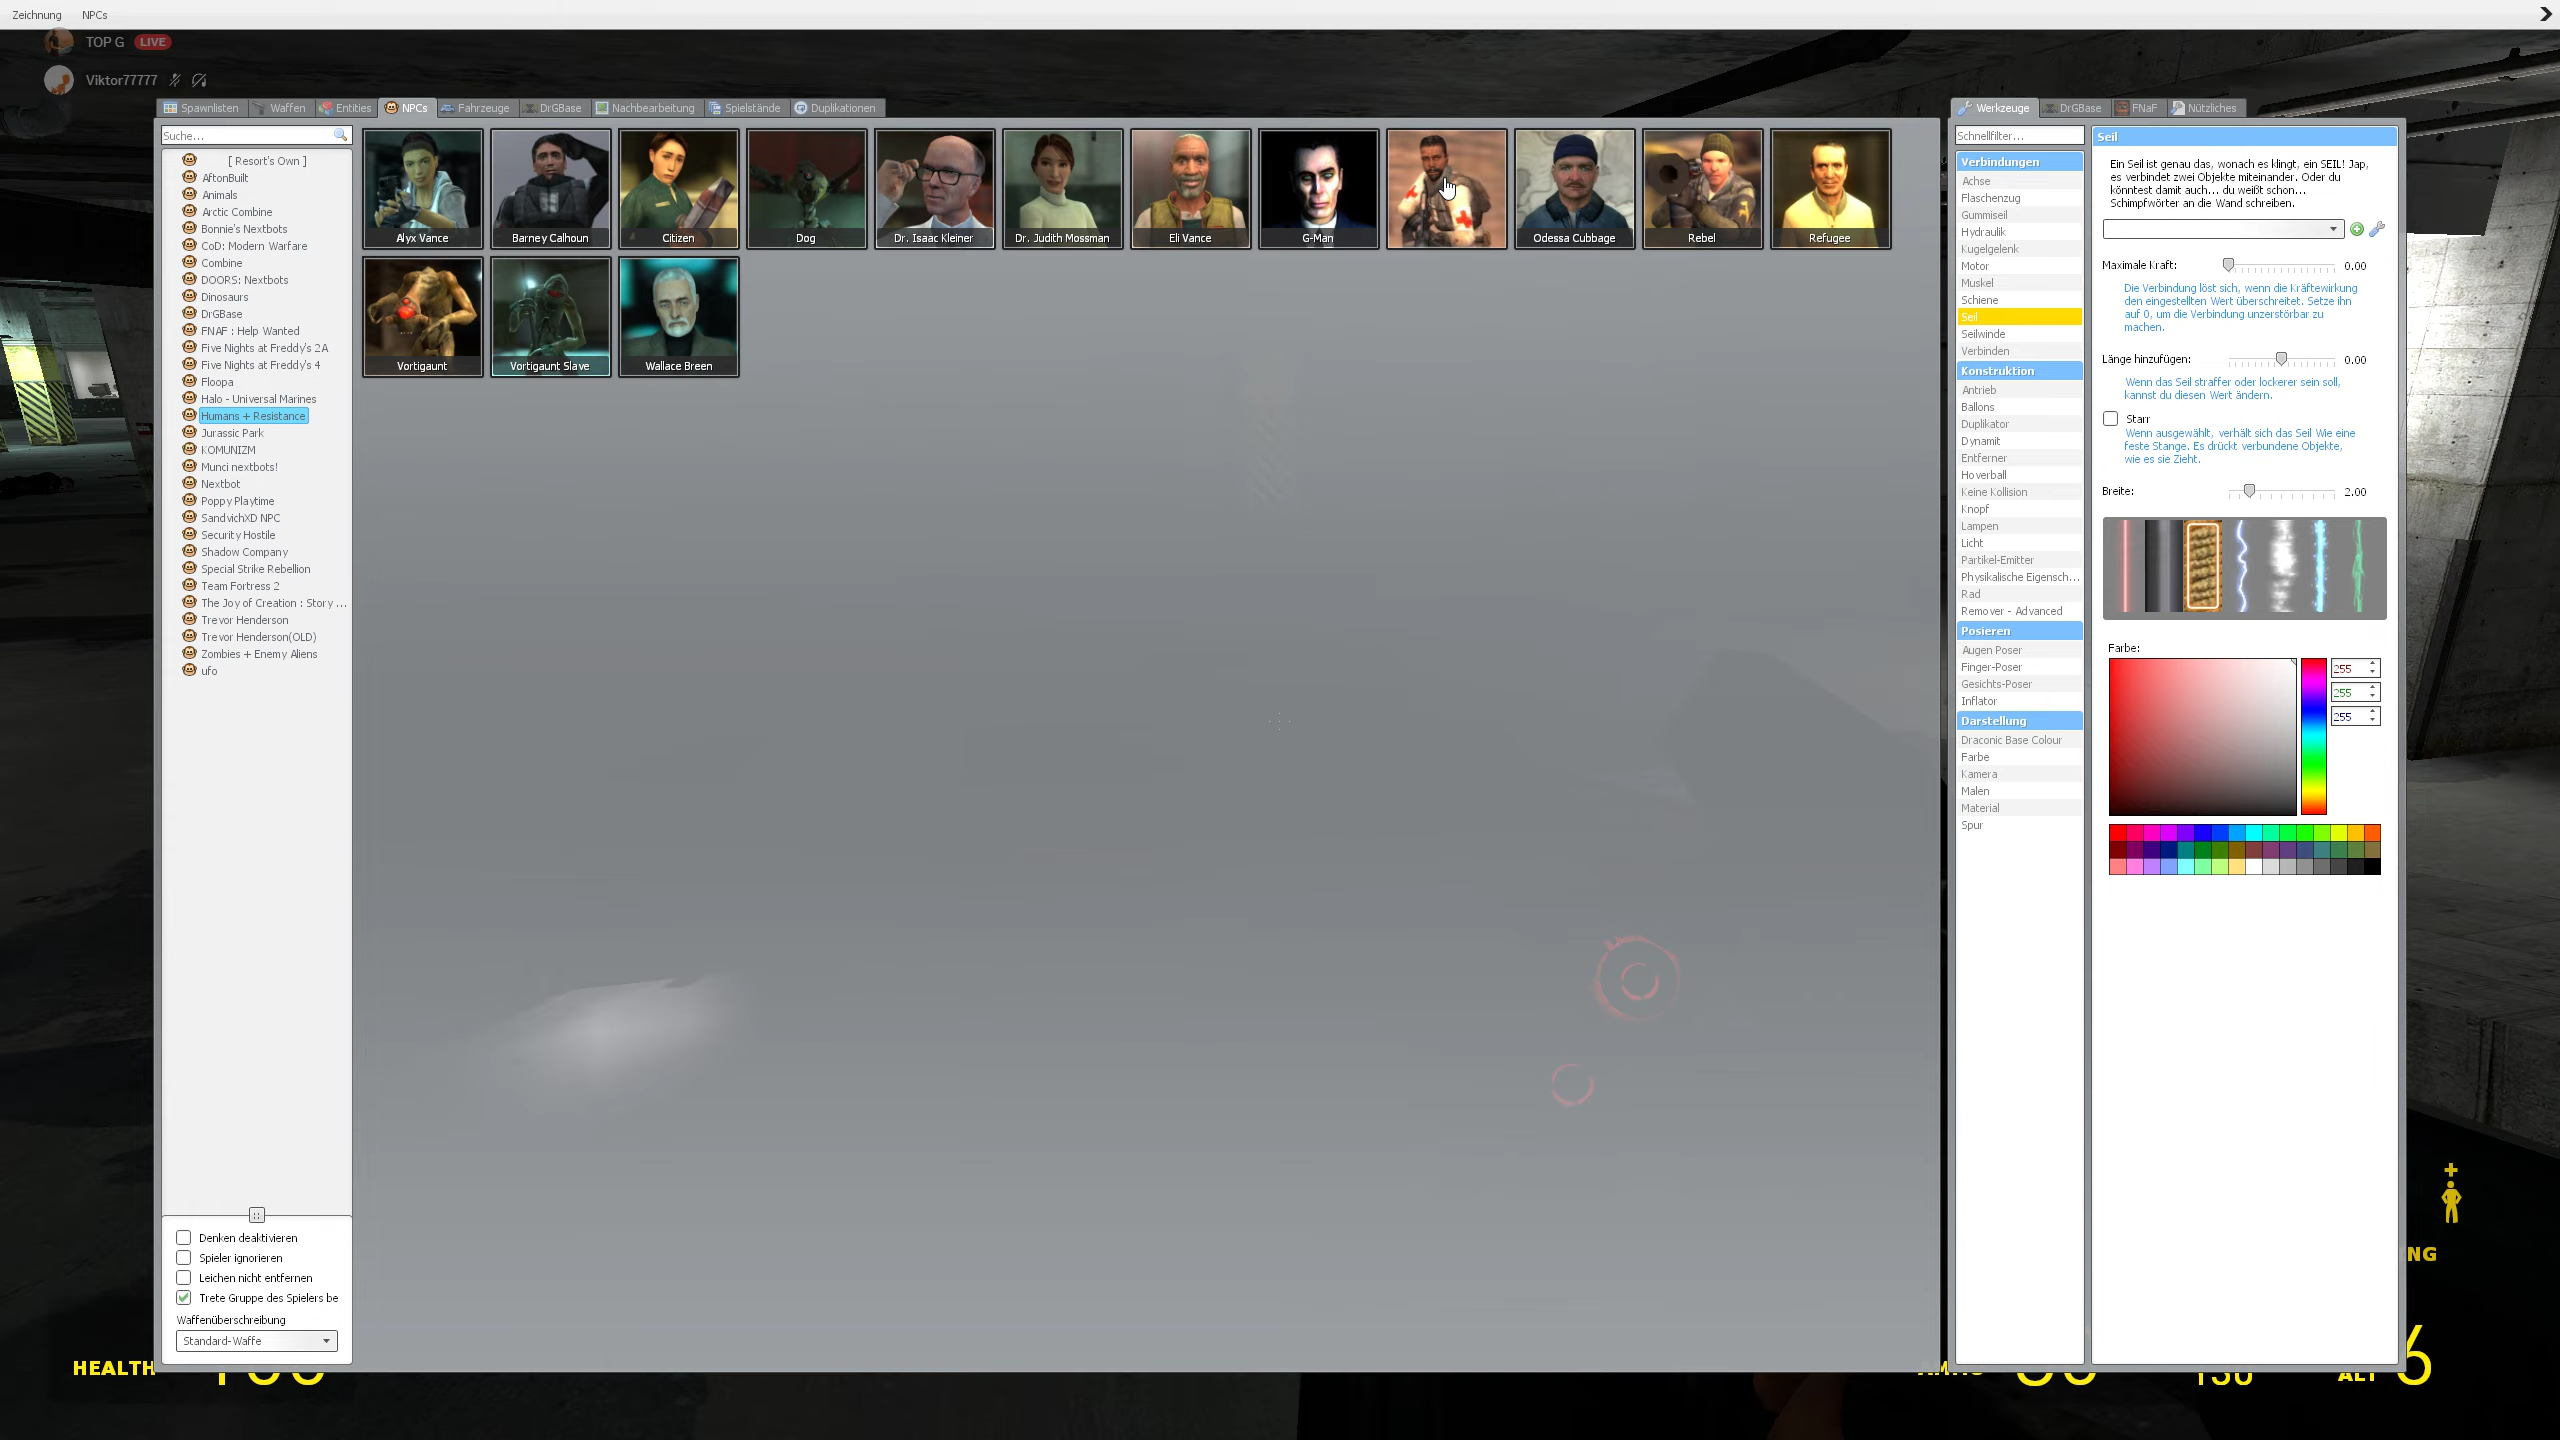 Zeichnung NPCs
TOP G LIVE
Viktor77777
Spawnlisten Waffen Entities NPCs Fahrzeuge DrGBase Nachbearbeitung Spielstände Duplikationen
Suche...
[ Resort's Own ]
AftonBuilt
Animals
Arctic Combine
Bonnie's Nextbots
CoD: Modern Warfare
Combine
DOORS: Nextbots
Dinosaurs
DrGBase
FNAF : Help Wanted
Five Nights at Freddy's 2A
Five Nights at Freddy's 4
Floopa
Halo - Universal Marines
Humans + Resistance
Jurassic Park
KOMUNIZM
Munci nextbots!
Nextbot
Poppy Playtime
SandvichXD NPC
Security Hostile
Shadow Company
Special Strike Rebellion
Team Fortress 2
The Joy of Creation : Story ...
Trevor Henderson
Trevor Henderson(OLD)
Zombies + Enemy Aliens
ufo
Denken deaktivieren
Spieler ignorieren
Leichen nicht entfernen
Trete Gruppe des Spielers be
Waffenüberschreibung
Standard-Waffe
Alyx Vance Barney Calhoun Citizen Dog Dr. Isaac Kleiner Dr. Judith Mossman Eli Vance G-Man Odessa Cubbage Rebel Refugee
Vortigaunt Vortigaunt Slave Wallace Breen
Werkzeuge DrGBase FNaF Nützliches
Schnellfilter...
Verbindungen
Achse
Flaschenzug
Gummiseil
Hydraulik
Kugelgelenk
Motor
Muskel
Schiene
Seil
Seilwinde
Verbinden
Konstruktion
Antrieb
Ballons
Duplikator
Dynamit
Entferner
Hoverball
Keine Kollision
Knopf
Lampen
Licht
Partikel-Emitter
Physikalische Eigensch...
Rad
Remover - Advanced
Posieren
Augen Poser
Finger-Poser
Gesichts-Poser
Inflator
Darstellung
Draconic Base Colour
Farbe
Kamera
Malen
Material
Spur
Seil
Ein Seil ist genau das, wonach es klingt, ein SEIL! Jap,
es verbindet zwei Objekte miteinander. Oder du
könntest damit auch... du weißt schon...
Schimpfwörter an die Wand schreiben.
Maximale Kraft: 0.00
Die Verbindung löst sich, wenn die Kräftewirkung
den eingestellten Wert überschreitet. Setze ihn
auf 0, um die Verbindung unzerstörbar zu
machen.
Länge hinzufügen: 0.00
Wenn das Seil straffer oder lockerer sein soll,
kannst du diesen Wert ändern.
Starr
Wenn ausgewählt, verhält sich das Seil Wie eine
feste Stange. Es drückt verbundene Objekte,
wie es sie Zieht.
Breite: 2.00
Farbe:
255
255
255
NG
HEALTH
ALT 6